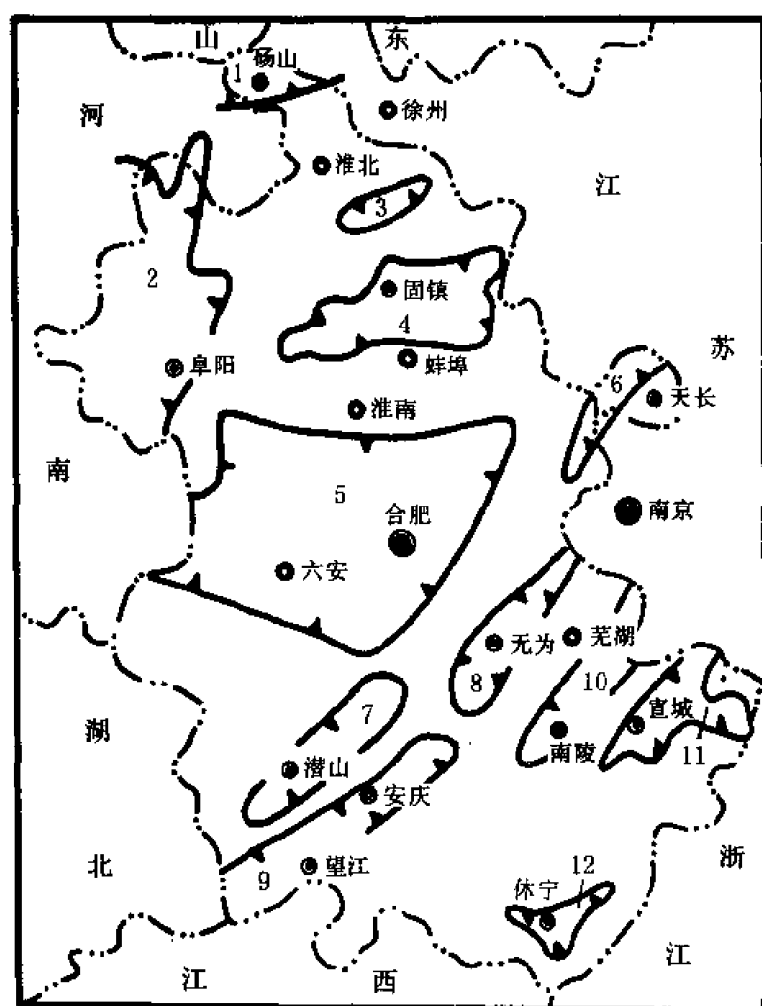 山
东
1
砀山
河
徐州
淮北
江
3
2
固镇
4
蚌埠
苏
阜阳
6
天长
淮南
南
5
合肥
南京
六安
无为
芜湖
8
10
7
宣城
湖
南陵
11
潜山
安庆
9
望江
北
12
浙
休宁
江
江
西